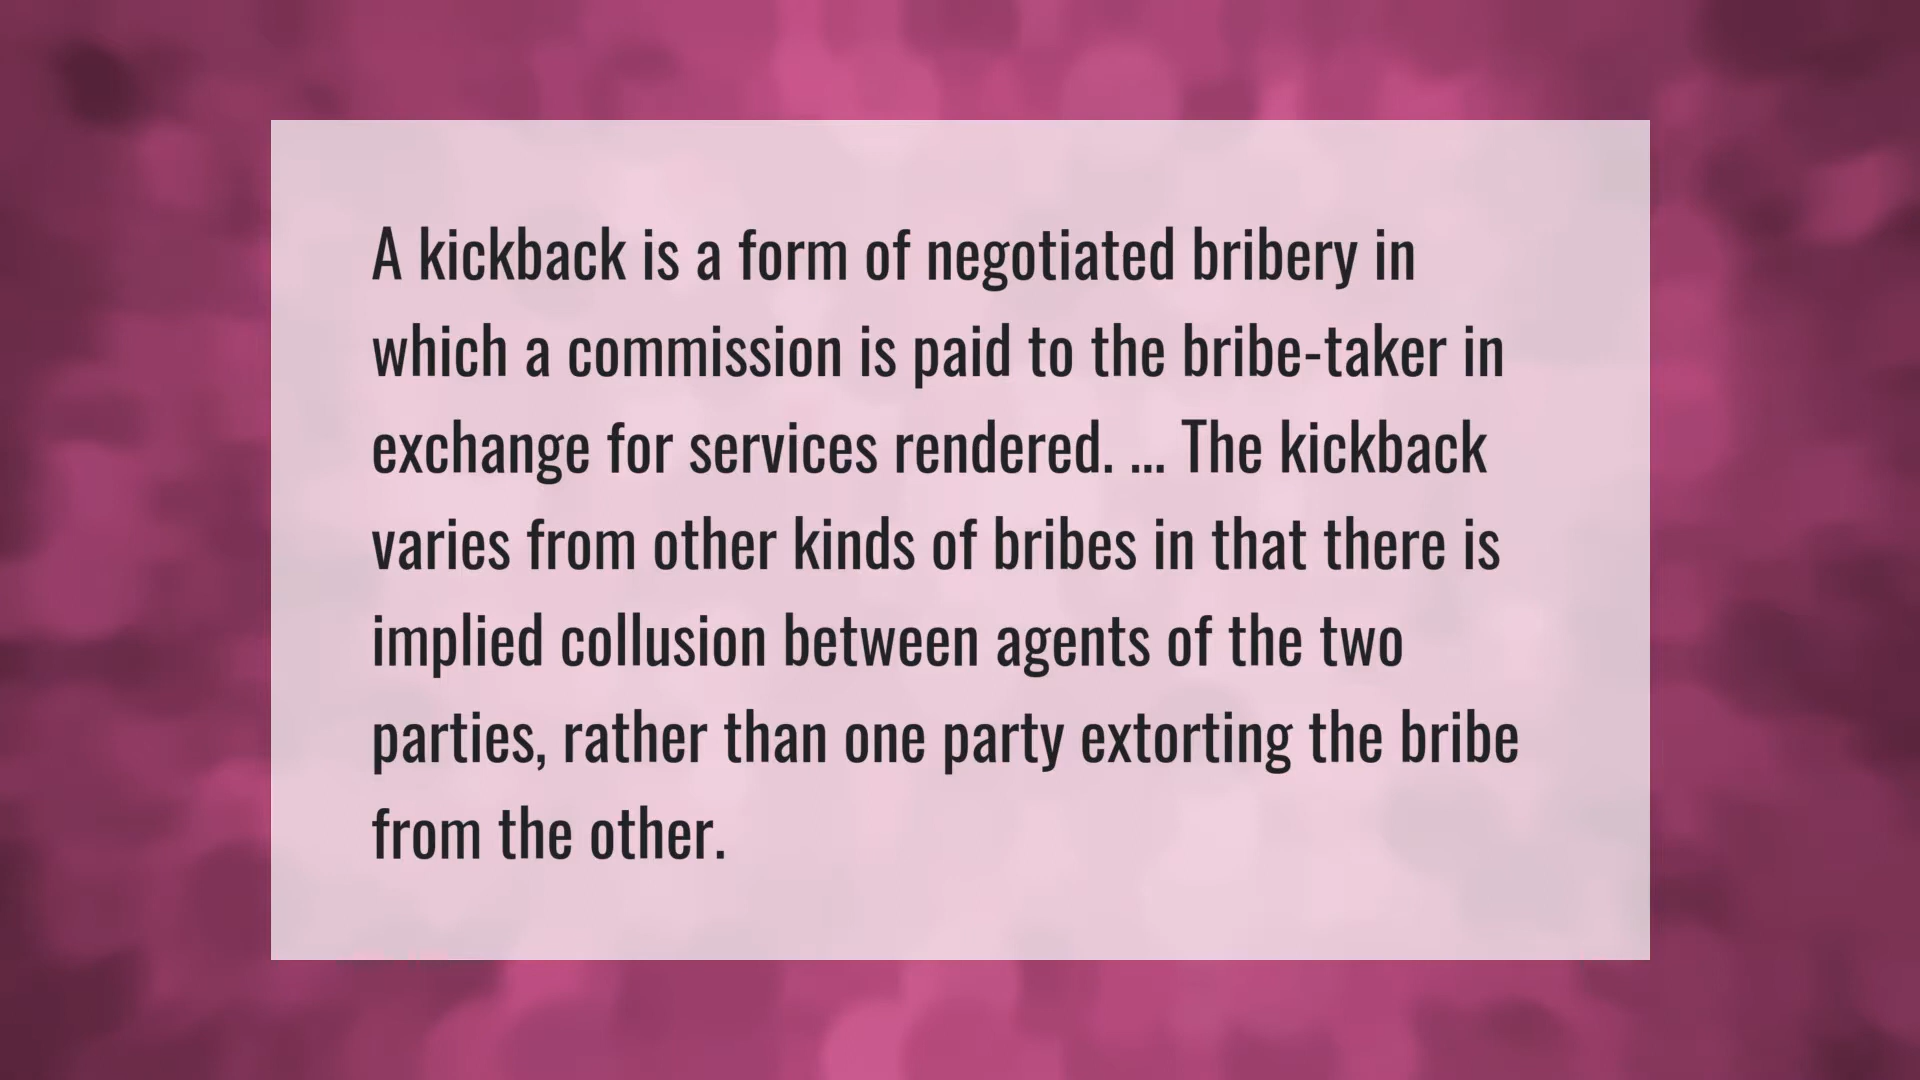 A kickback is a form of negotiated bribery in
which a commission is paid to the bribe-taker in
exchange for services rendered. ... The kickback
varies from other kinds of bribes in that there is
implied collusion between agents of the two
parties, rather than one party extorting the bribe
from the other.